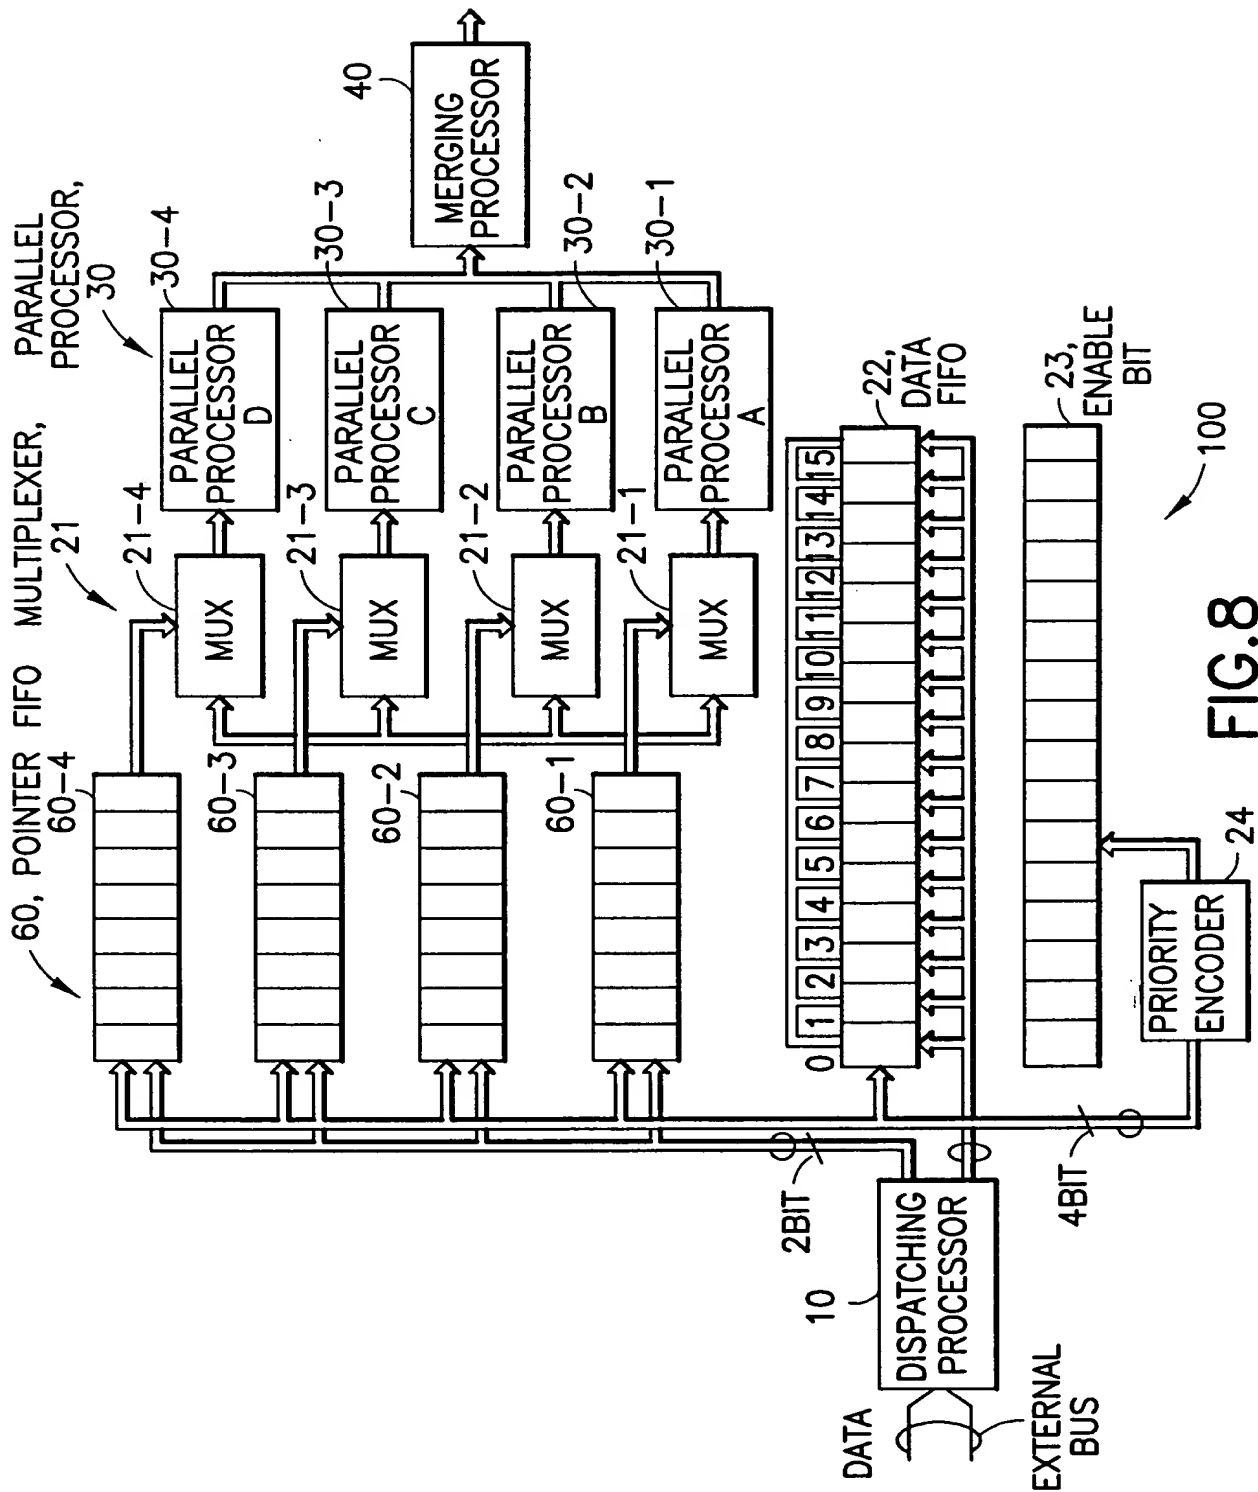 60, POINTER FIFO
MULTIPLEXER,
21
PARALLEL
PROCESSOR,
30
60-4
21-4
30-4
MUX
PARALLEL
PROCESSOR
D
60-3
21-3
30-3
MUX
PARALLEL
PROCESSOR
C
40
MERGING
PROCESSOR
60-2
21-2
30-2
MUX
PARALLEL
PROCESSOR
B
60-1
21-1
30-1
MUX
PARALLEL
PROCESSOR
A
0 1 2 3 4 5 6 7 8 9 10 11 12 13 14 15
22,
DATA
FIFO
2BIT
10
DISPATCHING
PROCESSOR
DATA
EXTERNAL
BUS
4BIT
23,
ENABLE
BIT
PRIORITY
ENCODER
24
100
FIG.8